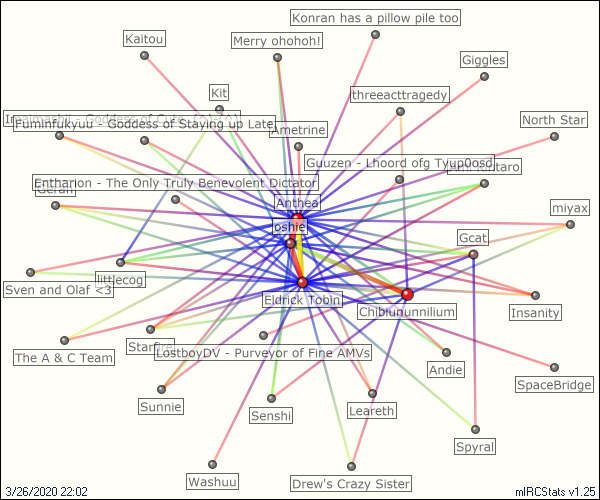 Konran has a pillow pile too
Kaitou
Merry ohohoh!
Giggles
Kit
threeacttragedy
North Star
Fuminfukyuu - Goddess of Staying up Late
Ametrine
Guuzen - Lhoord ofg Tyup0osd
Entharion - The Only Truly Benevolent Dictator
Anthea
miyax
joshie
Gcat
littlecog
Sven and Olaf <3
Eldrick Tobin
Chibiunumnilium
Insanity
Starfire
LostboyDV - Purveyor of Fine AMVs
The A & C Team
Andie
SpaceBridge
Sunnie
Senshi
Leareth
Spyral
Washuu
Drew's Crazy Sister
3/26/2020 22:02
mIRCStats v1.25